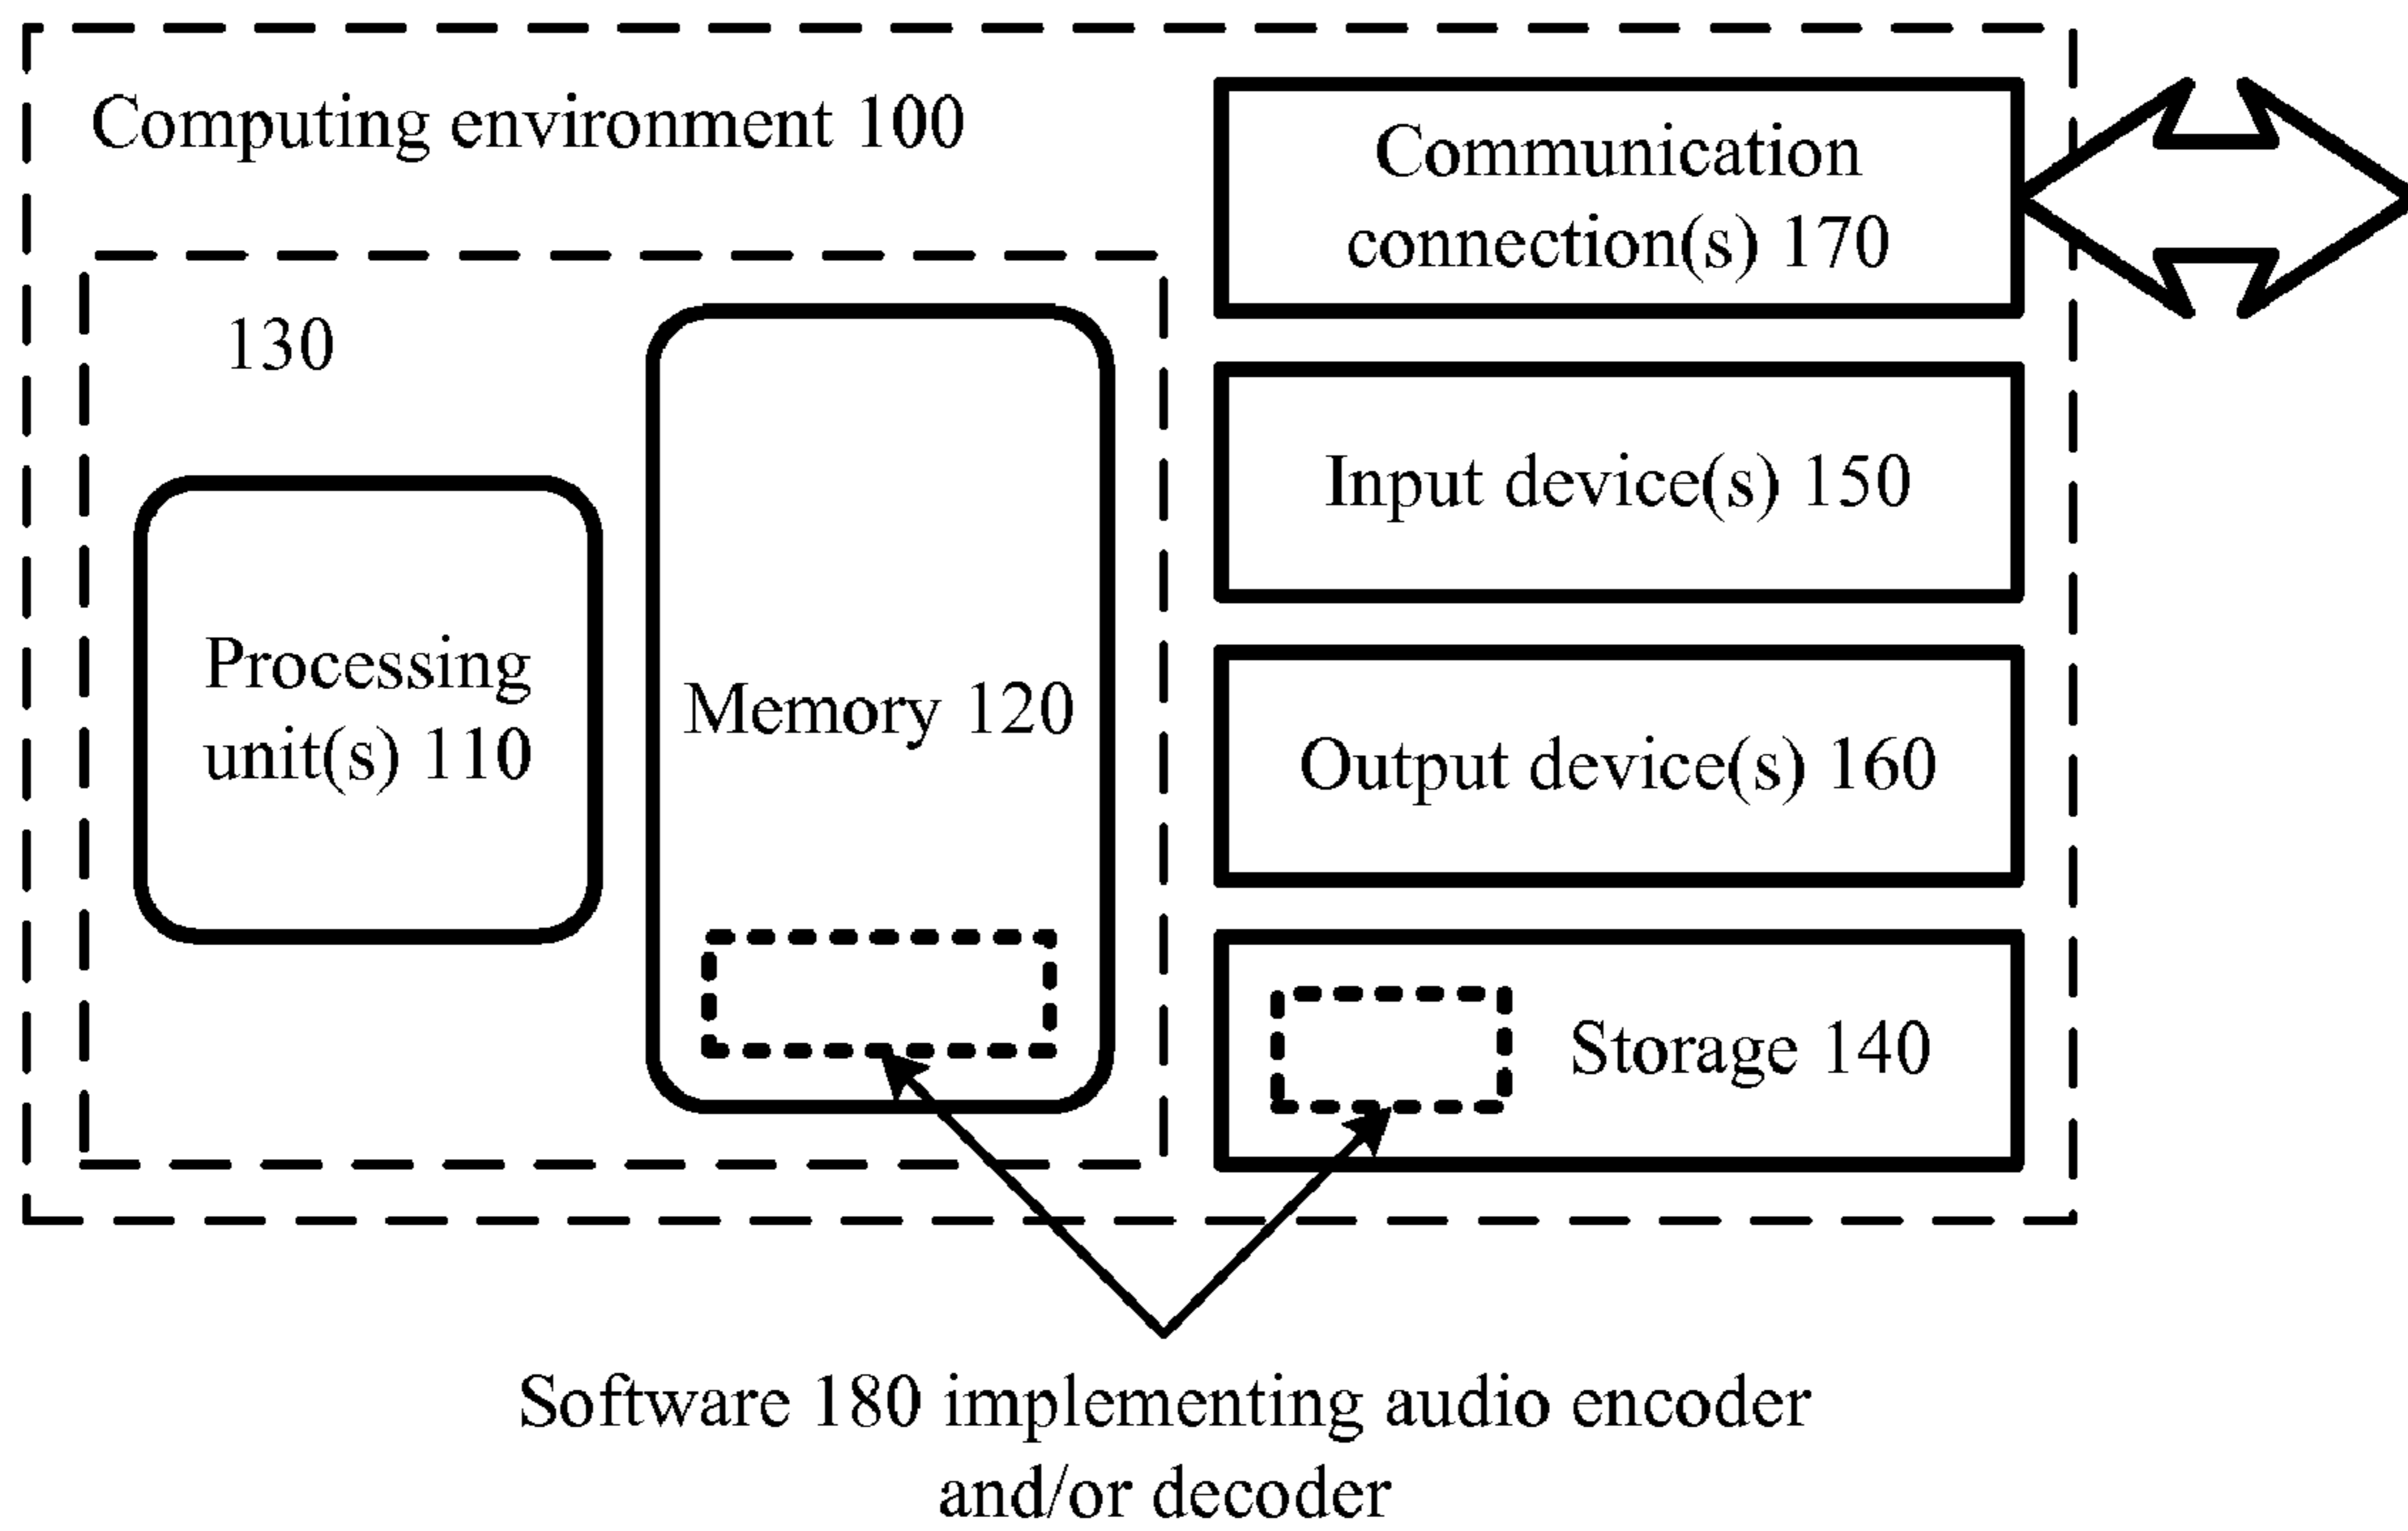 Computing environment 100
Communication
connection(s) 170
130
Input device(s) 150
Processing
unit(s) 110
Memory 120
Output device(s) 160
Storage 140
Software 180 implementing audio encoder
and/or decoder